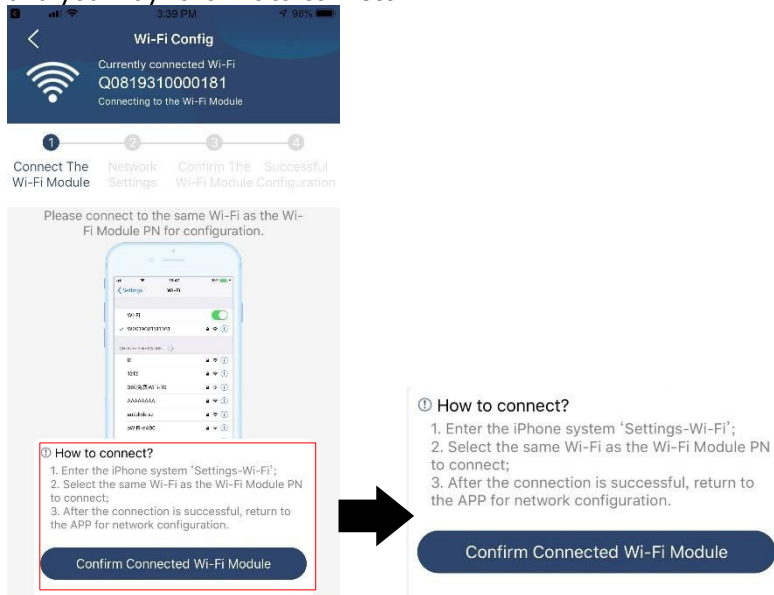 3:39 PM
98%
Wi-Fi Config
Currently connected Wi-Fi
Q0819310000181
Connecting to the Wi-Fi Module
1
2
3
4
Connect The
Wi-Fi Module
Network
Settings
Confirm The
Wi-Fi Module
Successful
Configuration
Please connect to the same Wi-Fi as the Wi-
Fi Module PN for configuration.
Settings
Wi-Fi
Wi-Fi
How to connect?
1. Enter the iPhone system ‘Settings-Wi-Fi’;
2. Select the same Wi-Fi as the Wi-Fi Module PN
to connect;
3. After the connection is successful, return to
the APP for network configuration.
Confirm Connected Wi-Fi Module
How to connect?
1. Enter the iPhone system ‘Settings-Wi-Fi’;
2. Select the same Wi-Fi as the Wi-Fi Module PN
to connect;
3. After the connection is successful, return to
the APP for network configuration.
Confirm Connected Wi-Fi Module